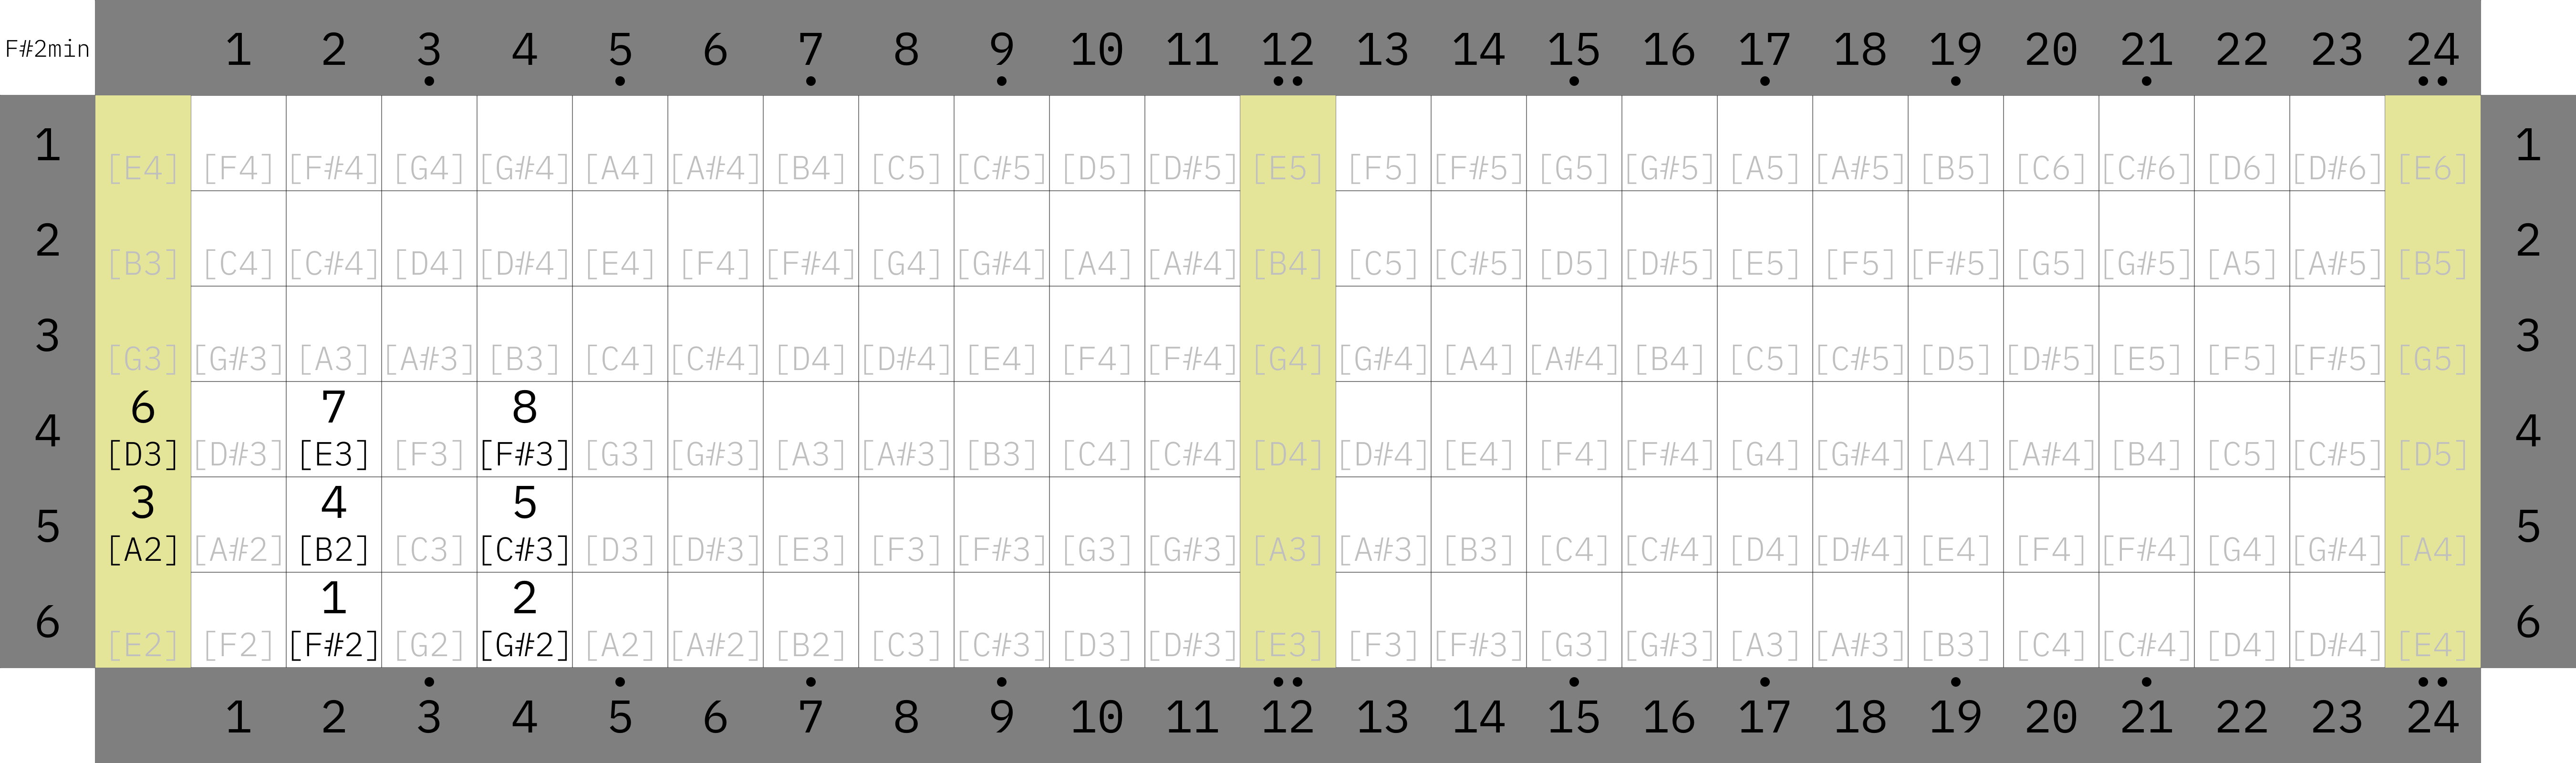 F#2min 1 2 3 4 5 6 7 8 9 10 11 12 13 14 15 16 17 18 19 20 21 22 23 24
1 [E4] [F4] [F#4] [G4] [G#4] [A4] [A#4] [B4] [C5] [C#5] [D5] [D#5] [E5] [F5] [F#5] [G5] [G#5] [A5] [A#5] [B5] [C6] [C#6] [D6] [D#6] [E6] 1
2 [B3] [C4] [C#4] [D4] [D#4] [E4] [F4] [F#4] [G4] [G#4] [A4] [A#4] [B4] [C5] [C#5] [D5] [D#5] [E5] [F5] [F#5] [G5] [G#5] [A5] [A#5] [B5] 2
3 [G3] [G#3] [A3] [A#3] [B3] [C4] [C#4] [D4] [D#4] [E4] [F4] [F#4] [G4] [G#4] [A4] [A#4] [B4] [C5] [C#5] [D5] [D#5] [E5] [F5] [F#5] [G5] 3
6 7 8
4 [D3] [D#3] [E3] [F3] [F#3] [G3] [G#3] [A3] [A#3] [B3] [C4] [C#4] [D4] [D#4] [E4] [F4] [F#4] [G4] [G#4] [A4] [A#4] [B4] [C5] [C#5] [D5] 4
3 4 5
5 [A2] [A#2] [B2] [C3] [C#3] [D3] [D#3] [E3] [F3] [F#3] [G3] [G#3] [A3] [A#3] [B3] [C4] [C#4] [D4] [D#4] [E4] [F4] [F#4] [G4] [G#4] [A4] 5
1 2
6 [E2] [F2] [F#2] [G2] [G#2] [A2] [A#2] [B2] [C3] [C#3] [D3] [D#3] [E3] [F3] [F#3] [G3] [G#3] [A3] [A#3] [B3] [C4] [C#4] [D4] [D#4] [E4] 6
1 2 3 4 5 6 7 8 9 10 11 12 13 14 15 16 17 18 19 20 21 22 23 24